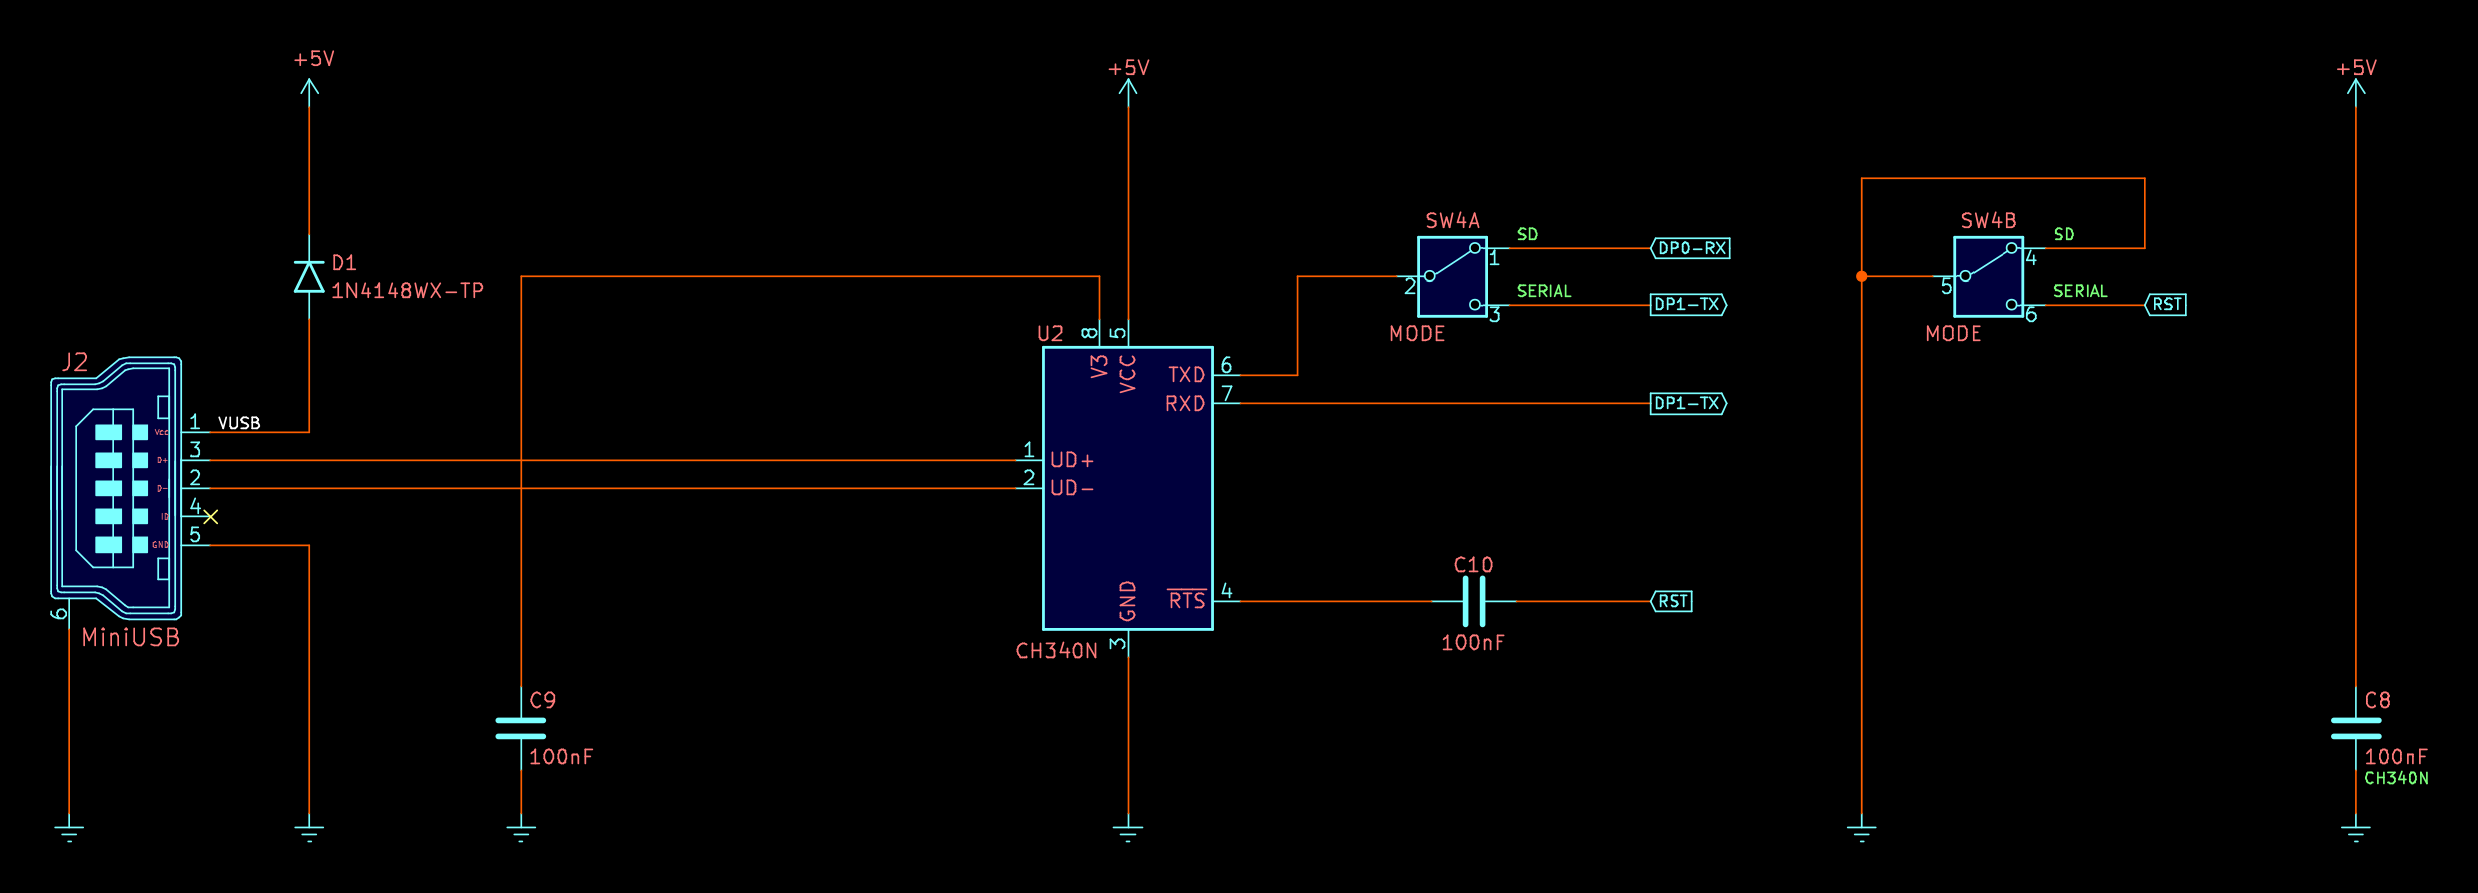 +5V
+5V
+5V
SW4A
SW4B
SD
SD
DP0-RX
1
4
D1
1N4148WX-TP
2
5
SERIAL
SERIAL
DP1-TX
RST
3
6
MODE
MODE
U2
8
5
V3
VCC
J2
TXD
6
RXD
7
DP1-TX
1
VUSB
Vcc
3
D+
1
UD+
2
D-
2
UD-
4
ID
5
GND
C10
GND
RTS
4
RST
6
MiniUSB
CH340N
3
100nF
C9
100nF
C8
100nF
CH340N